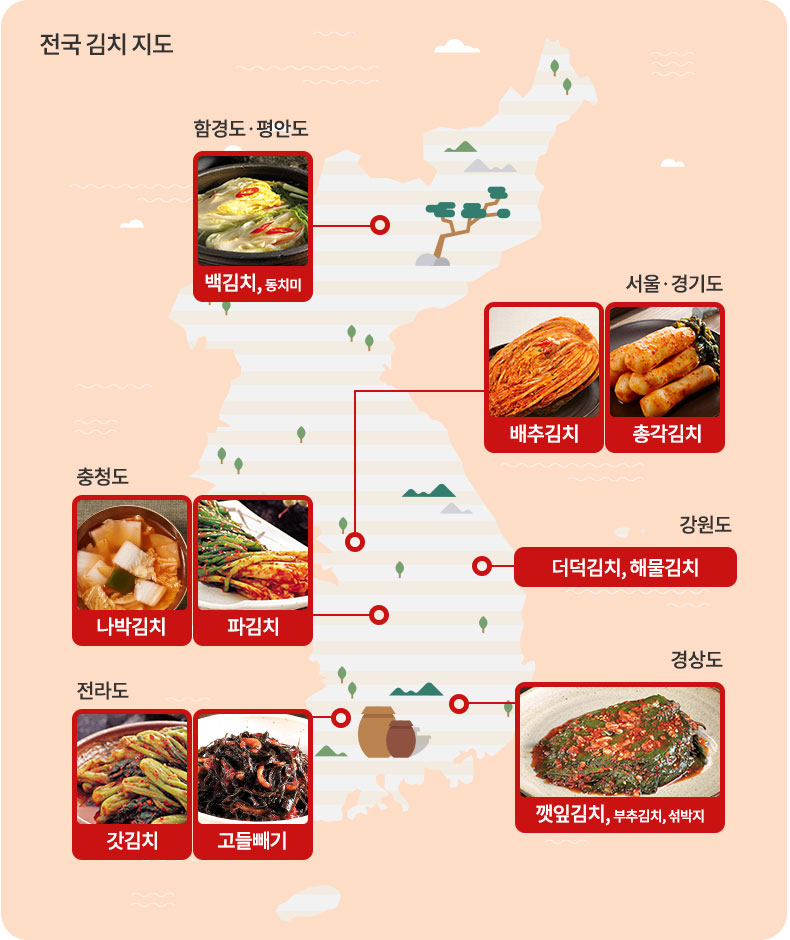 전국 김치 지도
함경도·평안도
백김치, 동치미
서울·경기도
배추김치
총각김치
충청도
나박김치
파김치
강원도
더덕김치, 해물김치
경상도
깻잎김치, 부추김치, 섞박지
전라도
갓김치
고들빼기